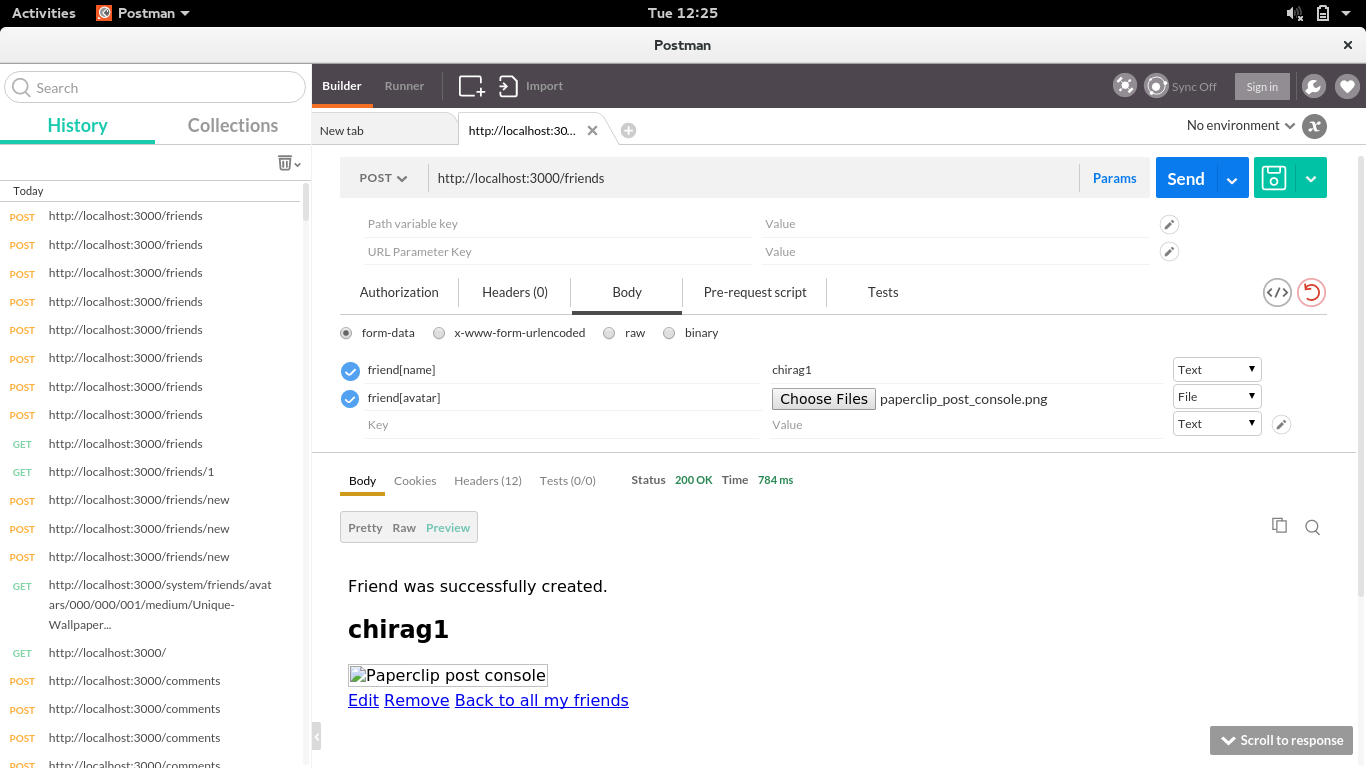 Activities Postman Tue 12:25
Postman
Search
History Collections
Today
POST http://localhost:3000/friends
POST http://localhost:3000/friends
POST http://localhost:3000/friends
POST http://localhost:3000/friends
POST http://localhost:3000/friends
POST http://localhost:3000/friends
POST http://localhost:3000/friends
POST http://localhost:3000/friends
GET http://localhost:3000/friends
GET http://localhost:3000/friends/1
POST http://localhost:3000/friends/new
POST http://localhost:3000/friends/new
POST http://localhost:3000/friends/new
GET http://localhost:3000/system/friends/avat
ars/000/000/001/medium/Unique-
Wallpaper...
GET http://localhost:3000/
POST http://localhost:3000/comments
POST http://localhost:3000/comments
POST http://localhost:3000/comments
POST http://localhost:3000/comments
Builder Runner Import Sync Off Sign in
New tab http://localhost:30... No environment
POST http://localhost:3000/friends Params Send
Path variable key Value
URL Parameter Key Value
Authorization Headers (0) Body Pre-request script Tests
form-data x-www-form-urlencoded raw binary
friend[name] chirag1 Text
friend[avatar] Choose Files paperclip_post_console.png File
Key Value Text
Body Cookies Headers (12) Tests (0/0) Status 200 OK Time 784 ms
Pretty Raw Preview
Friend was successfully created.
chirag1
Paperclip post console
Edit Remove Back to all my friends
Scroll to response